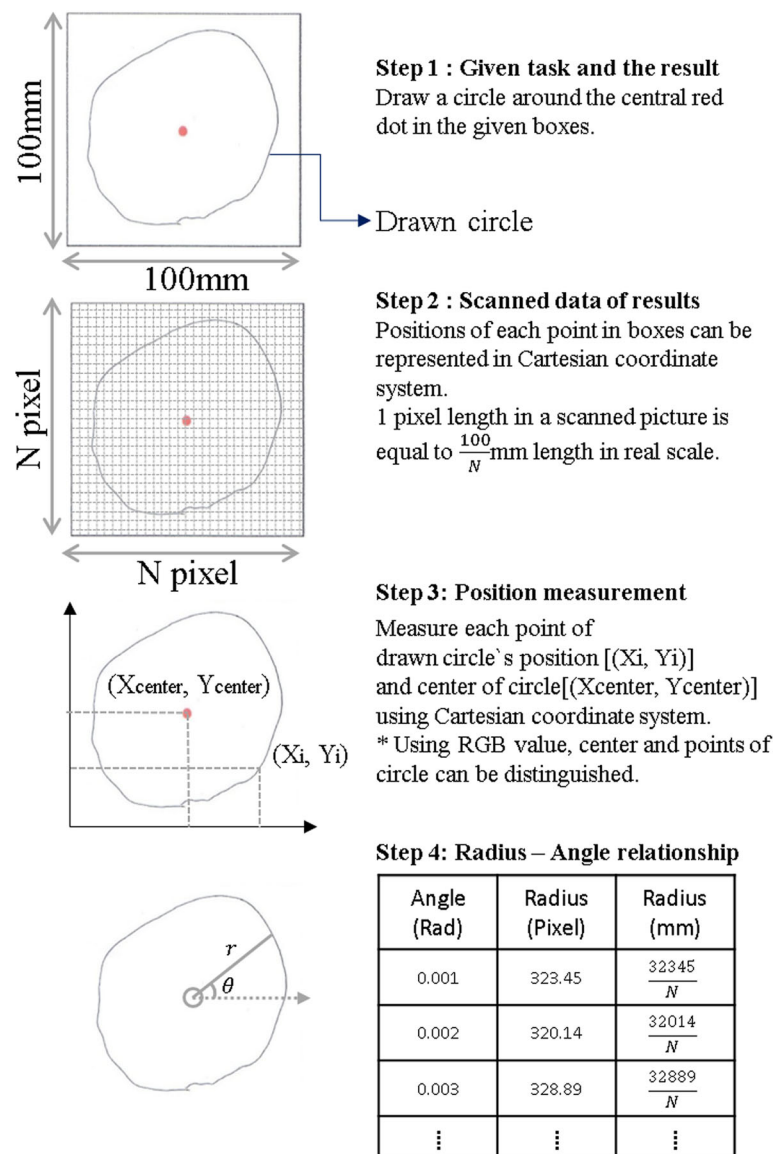 100mm
100mm
Step 1 : Given task and the result
Draw a circle around the central red
dot in the given boxes.
Drawn circle
N pixel
N pixel
Step 2 : Scanned data of results
Positions of each point in boxes can be
represented in Cartesian coordinate
system.
1 pixel length in a scanned picture is
equal to 100/N mm length in real scale.
(Xcenter, Ycenter)
(Xi, Yi)
Step 3: Position measurement
Measure each point of
drawn circle`s position [(Xi, Yi)]
and center of circle[(Xcenter, Ycenter)]
using Cartesian coordinate system.
* Using RGB value, center and points of
circle can be distinguished.
r
θ
Step 4: Radius – Angle relationship
Angle (Rad) Radius (Pixel) Radius (mm)
0.001 323.45 32345/N
0.002 320.14 32014/N
0.003 328.89 32889/N
⁞ ⁞ ⁞